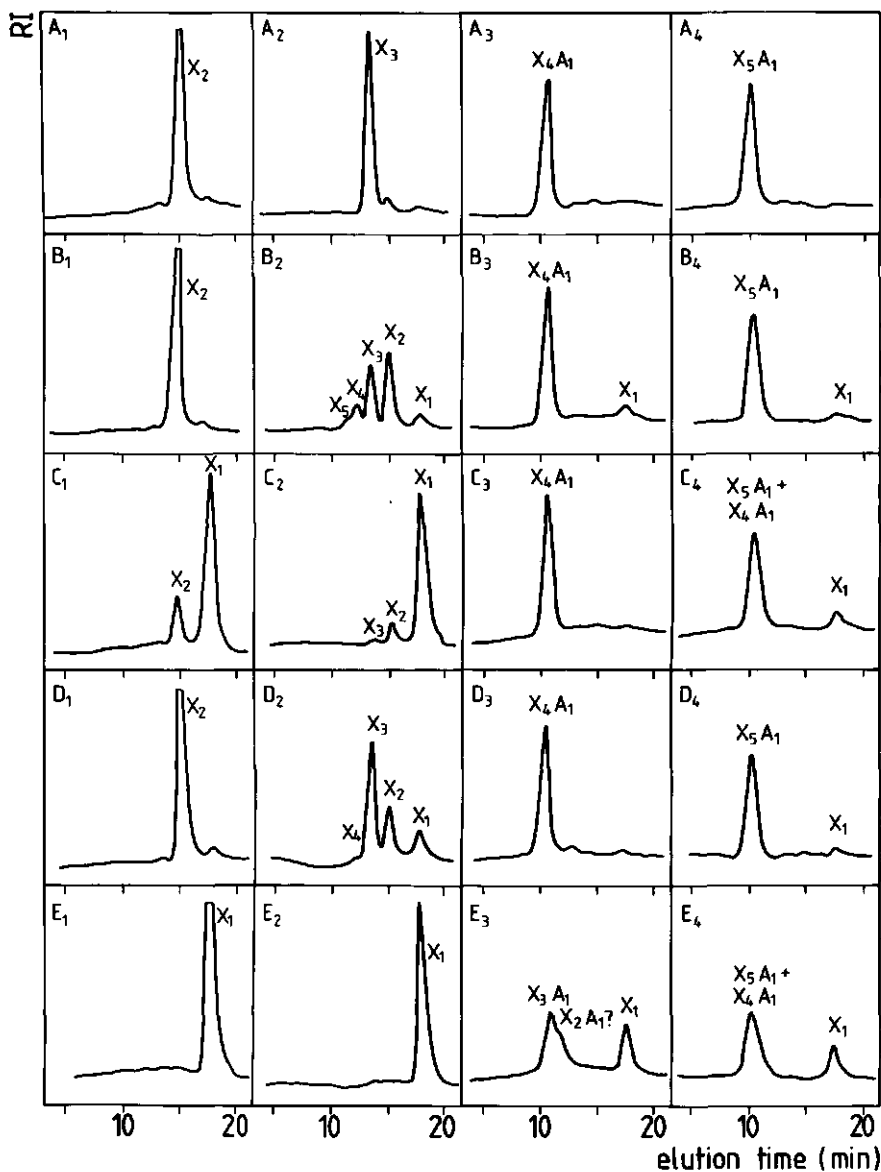 RI
A₁
X₂
A₂
X₃
A₃
X₄A₁
A₄
X₅A₁
B₁
X₂
B₂
X₅
X₄
X₃
X₂
X₁
B₃
X₄A₁
X₁
B₄
X₅A₁
X₁
C₁
X₂
X₁
C₂
X₃
X₂
X₁
C₃
X₄A₁
C₄
X₅A₁+
X₄A₁
X₁
D₁
X₂
D₂
X₄
X₃
X₂
X₁
D₃
X₄A₁
D₄
X₅A₁
X₁
E₁
X₁
E₂
X₁
E₃
X₃A₁
X₂A₁?
X₁
E₄
X₅A₁+
X₄A₁
X₁
10 20 10 20 10 20 10 20
elution time (min)